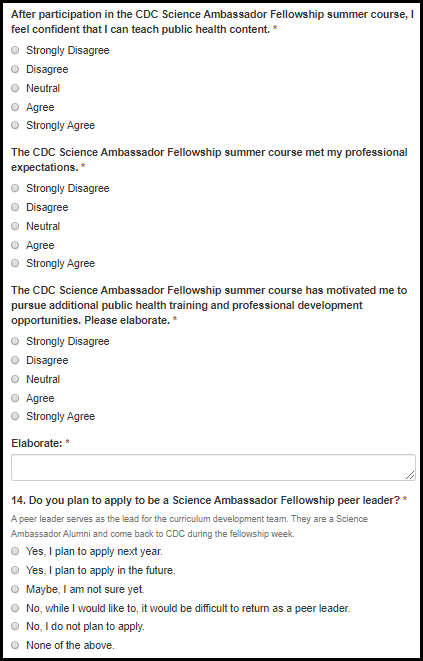 After participation in the CDC Science Ambassador Fellowship summer course, I
feel confident that I can teach public health content. *
Strongly Disagree
Disagree
Neutral
Agree
Strongly Agree
The CDC Science Ambassador Fellowship summer course met my professional
expectations. *
Strongly Disagree
Disagree
Neutral
Agree
Strongly Agree
The CDC Science Ambassador Fellowship summer course has motivated me to
pursue additional public health training and professional development
opportunities. Please elaborate. *
Strongly Disagree
Disagree
Neutral
Agree
Strongly Agree
Elaborate: *
14. Do you plan to apply to be a Science Ambassador Fellowship peer leader? *
A peer leader serves as the lead for the curriculum development team. They are a Science
Ambassador Alumni and come back to CDC during the fellowship week.
Yes, I plan to apply next year.
Yes, I plan to apply in the future.
Maybe, I am not sure yet.
No, while I would like to, it would be difficult to return as a peer leader.
No, I do not plan to apply.
None of the above.